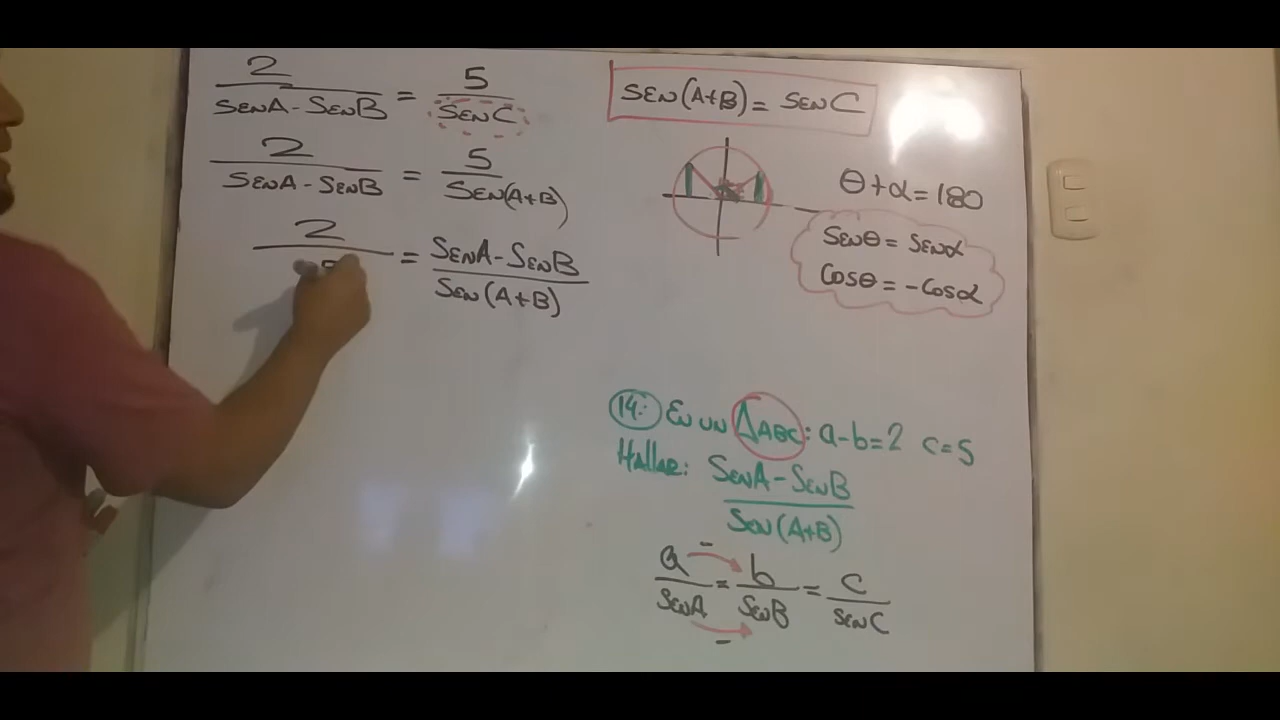 2 / SENA - SENB = 5 / SENC
2 / SENA - SENB = 5 / SEN(A+B)
2 / = SENA - SENB / SEN(A+B)
SEN(A+B) = SENC
θ + α = 180
SENθ = SENα
COSθ = -COSα
14: EN UN ΔABC: a-b=2 c=5
Hallar: SENA - SENB / SEN(A+B)
-
a / SENA = b / SENB = c / SENC
-